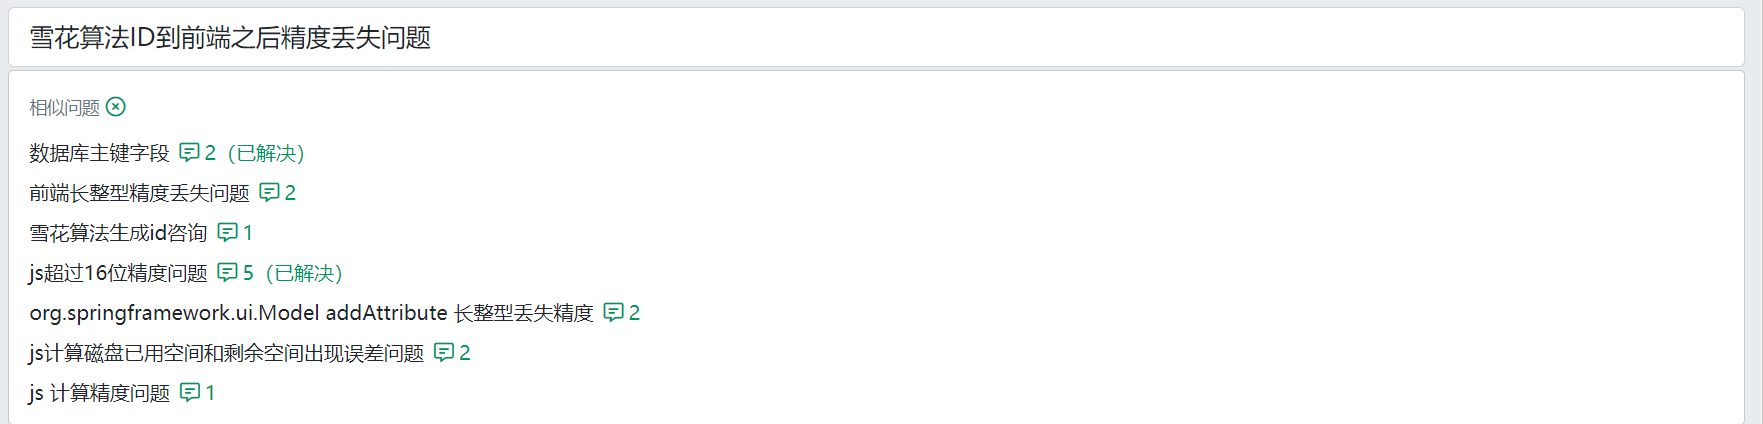 雪花算法ID到前端之后精度丢失问题
相似问题
数据库主键字段 2（已解决）
前端长整型精度丢失问题 2
雪花算法生成id咨询 1
js超过16位精度问题 5（已解决）
org.springframework.ui.Model addAttribute 长整型丢失精度 2
js计算磁盘已用空间和剩余空间出现误差问题 2
js 计算精度问题 1